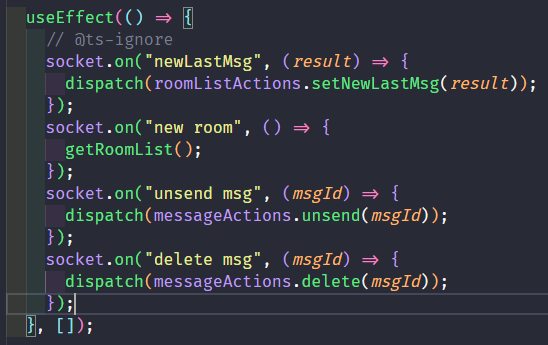 useEffect(() => {
// @ts-ignore
socket.on("newLastMsg", (result) => {
dispatch(roomListActions.setNewLastMsg(result));
});
socket.on("new room", () => {
getRoomList();
});
socket.on("unsend msg", (msgId) => {
dispatch(messageActions.unsend(msgId));
});
socket.on("delete msg", (msgId) => {
dispatch(messageActions.delete(msgId));
});
}, []);